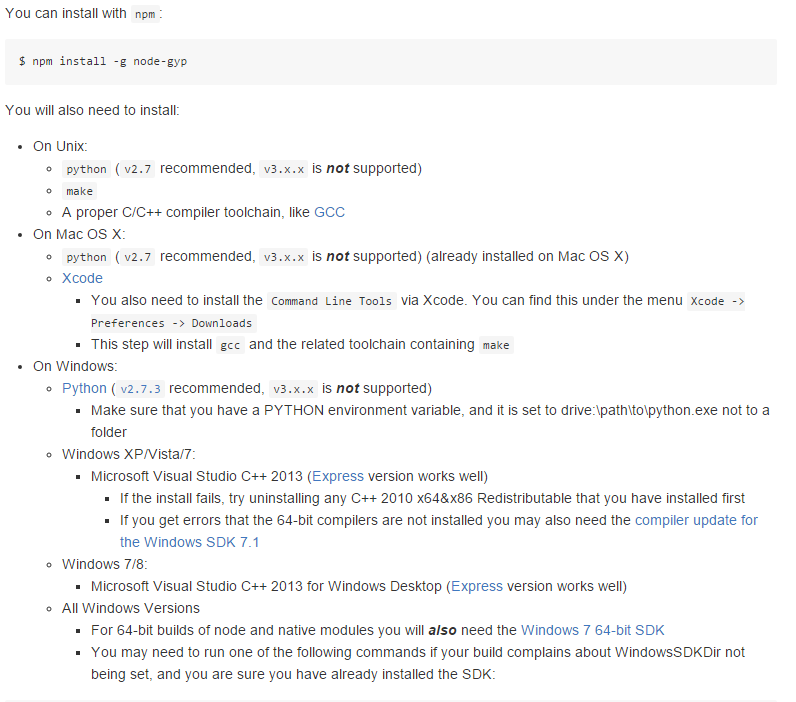 You can install with npm:
$ npm install -g node-gyp
You will also need to install:
On Unix:
python ( v2.7 recommended, v3.x.x is not supported)
make
A proper C/C++ compiler toolchain, like GCC
On Mac OS X:
python ( v2.7 recommended, v3.x.x is not supported) (already installed on Mac OS X)
Xcode
You also need to install the Command Line Tools via Xcode. You can find this under the menu Xcode ->
Preferences -> Downloads
This step will install gcc and the related toolchain containing make
On Windows:
Python ( v2.7.3 recommended, v3.x.x is not supported)
Make sure that you have a PYTHON environment variable, and it is set to drive:\path\to\python.exe not to a
folder
Windows XP/Vista/7:
Microsoft Visual Studio C++ 2013 (Express version works well)
If the install fails, try uninstalling any C++ 2010 x64&x86 Redistributable that you have installed first
If you get errors that the 64-bit compilers are not installed you may also need the compiler update for
the Windows SDK 7.1
Windows 7/8:
Microsoft Visual Studio C++ 2013 for Windows Desktop (Express version works well)
All Windows Versions
For 64-bit builds of node and native modules you will also need the Windows 7 64-bit SDK
You may need to run one of the following commands if your build complains about WindowsSDKDir not
being set, and you are sure you have already installed the SDK: